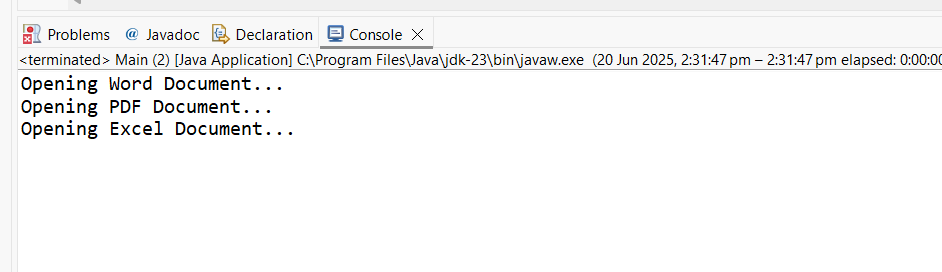 Problems @ Javadoc Declaration Console
<terminated> Main (2) [Java Application] C:\Program Files\Java\jdk-23\bin\javaw.exe (20 Jun 2025, 2:31:47 pm – 2:31:47 pm elapsed: 0:00:00
Opening Word Document...
Opening PDF Document...
Opening Excel Document...